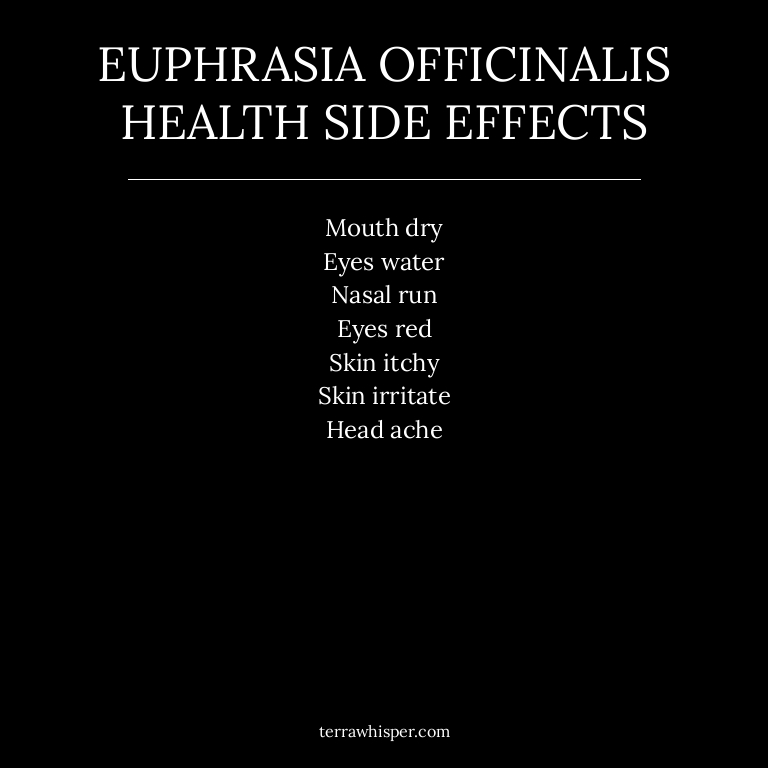 EUPHRASIA OFFICINALIS
HEALTH SIDE EFFECTS
Mouth dry
Eyes water
Nasal run
Eyes red
Skin itchy
Skin irritate
Head ache
terrawhisper.com